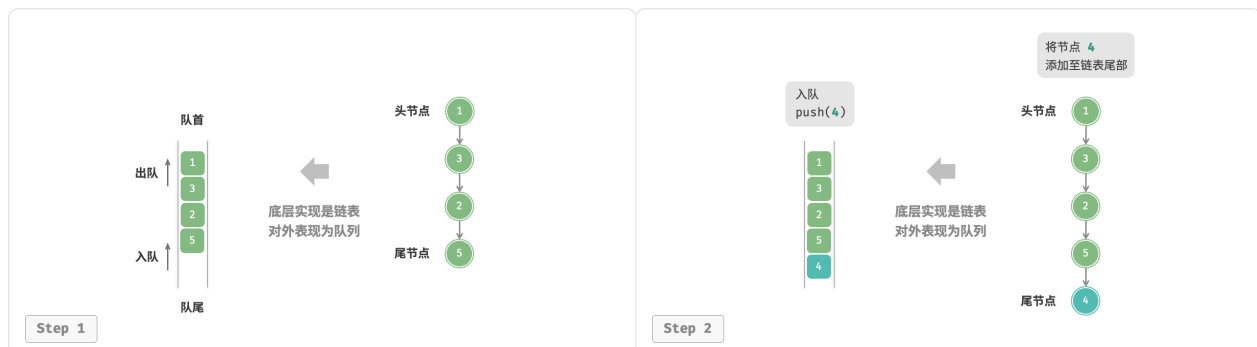 队首
出队
1
3
2
5
入队
队尾
底层实现是链表
对外表现为队列
头节点
1
3
2
尾节点
5
Step 1
入队
push(4)
1
3
2
5
4
底层实现是链表
对外表现为队列
将节点 4
添加至链表尾部
头节点
1
3
2
5
尾节点
4
Step 2